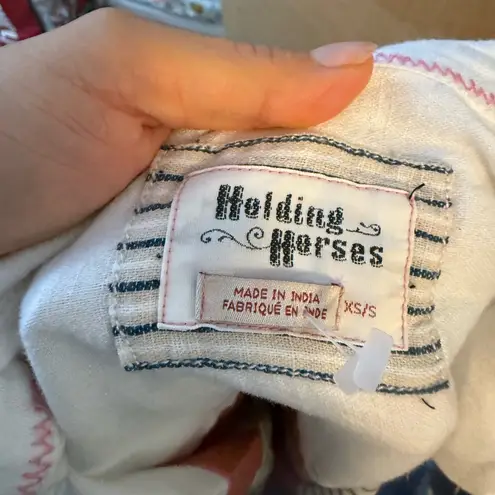 Holding
Horses
MADE IN INDIA
FABRIQUÉ EN INDE
XS/S